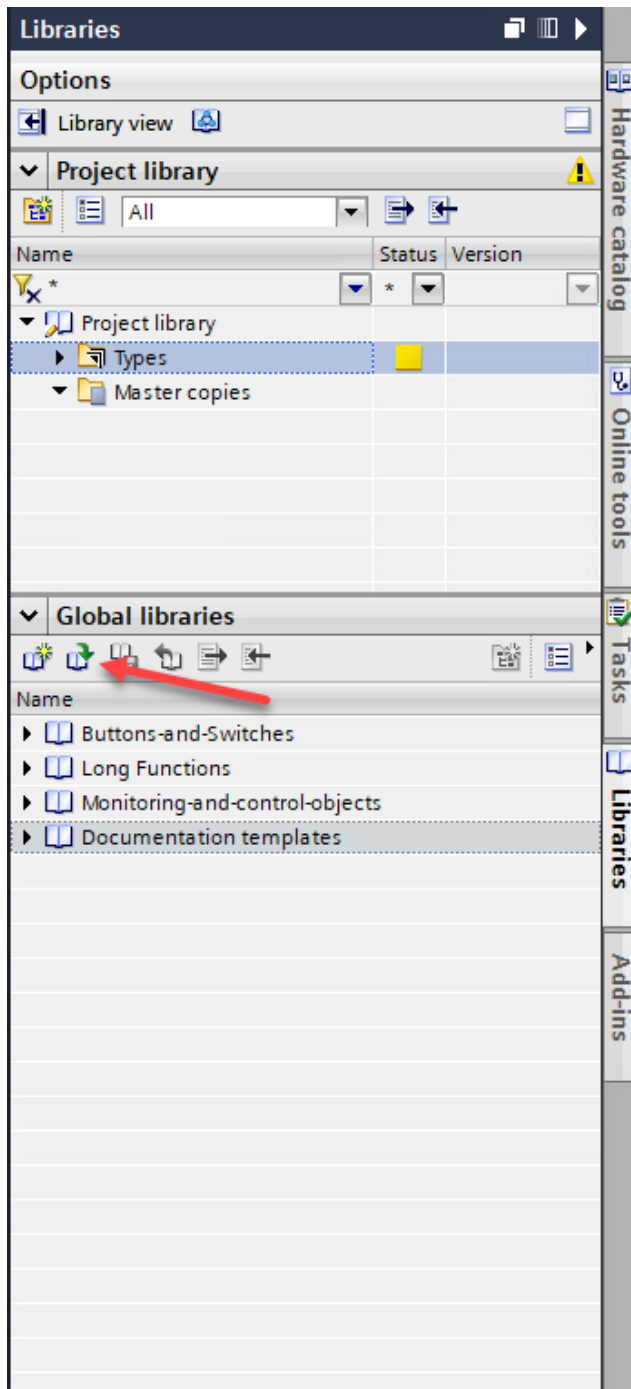 Libraries
Options
Library view
Project library
All
Name Status Version
* *
Project library
Types
Master copies
Global libraries
Name
Buttons-and-Switches
Long Functions
Monitoring-and-control-objects
Documentation templates
Hardware catalog
Online tools
Tasks
Libraries
Add-ins